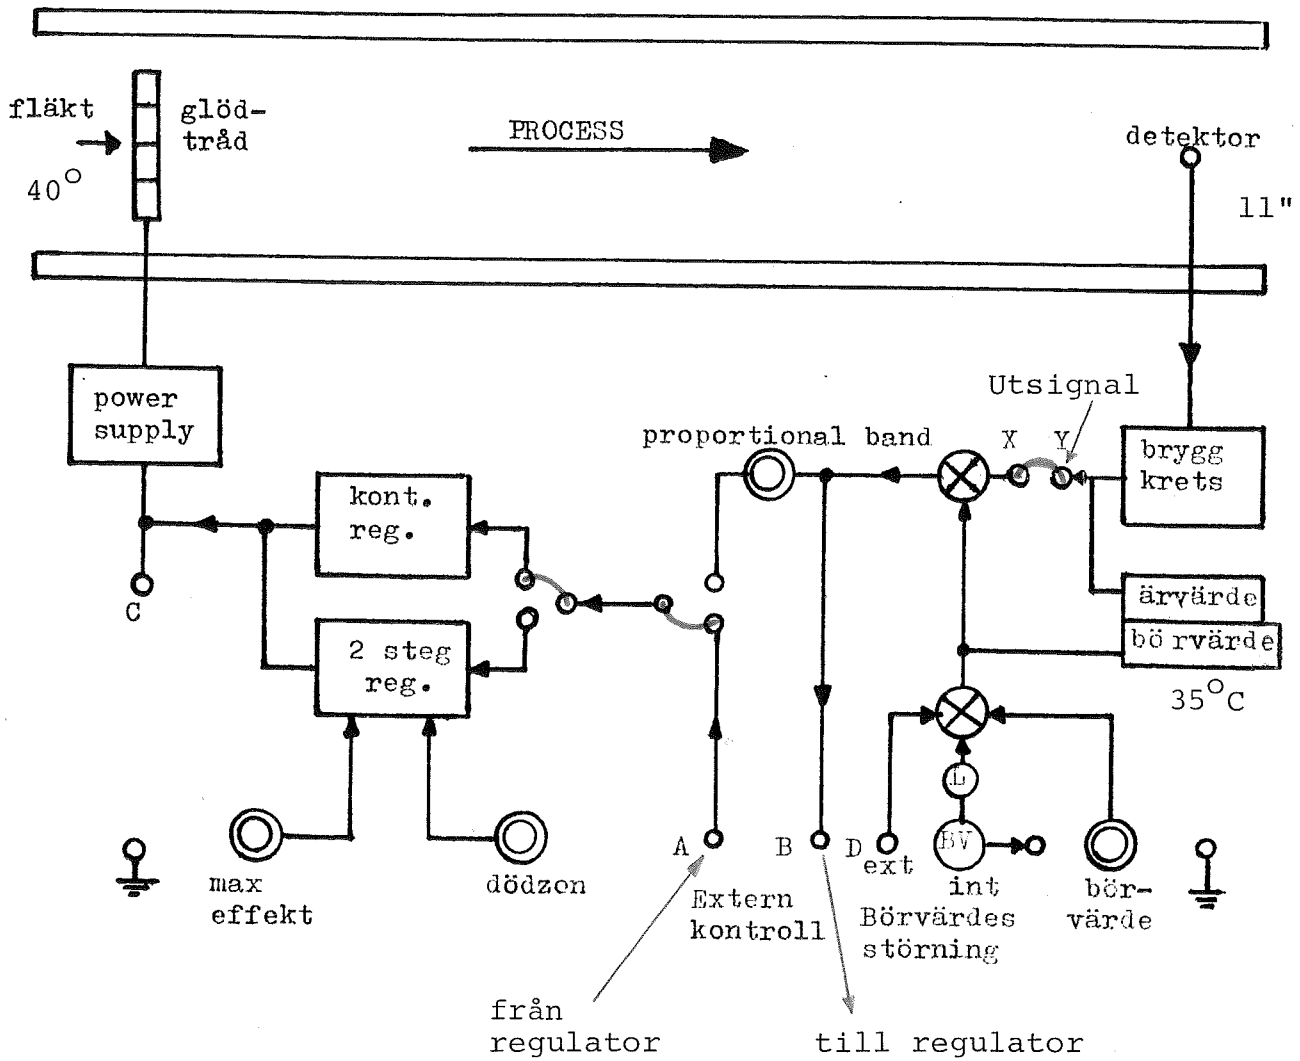 fläkt
glöd-
tråd
40°
PROCESS
detektor
11"
power
supply
Utsignal
proportional band
X Y
brygg
krets
kont.
reg.
C
ärvärde
börvärde
35°C
2 steg
reg.
L
BV
A
B
D
ext
int
Börvärdes
störning
bör-
värde
max
effekt
dödzon
Extern
kontroll
från
regulator
till regulator